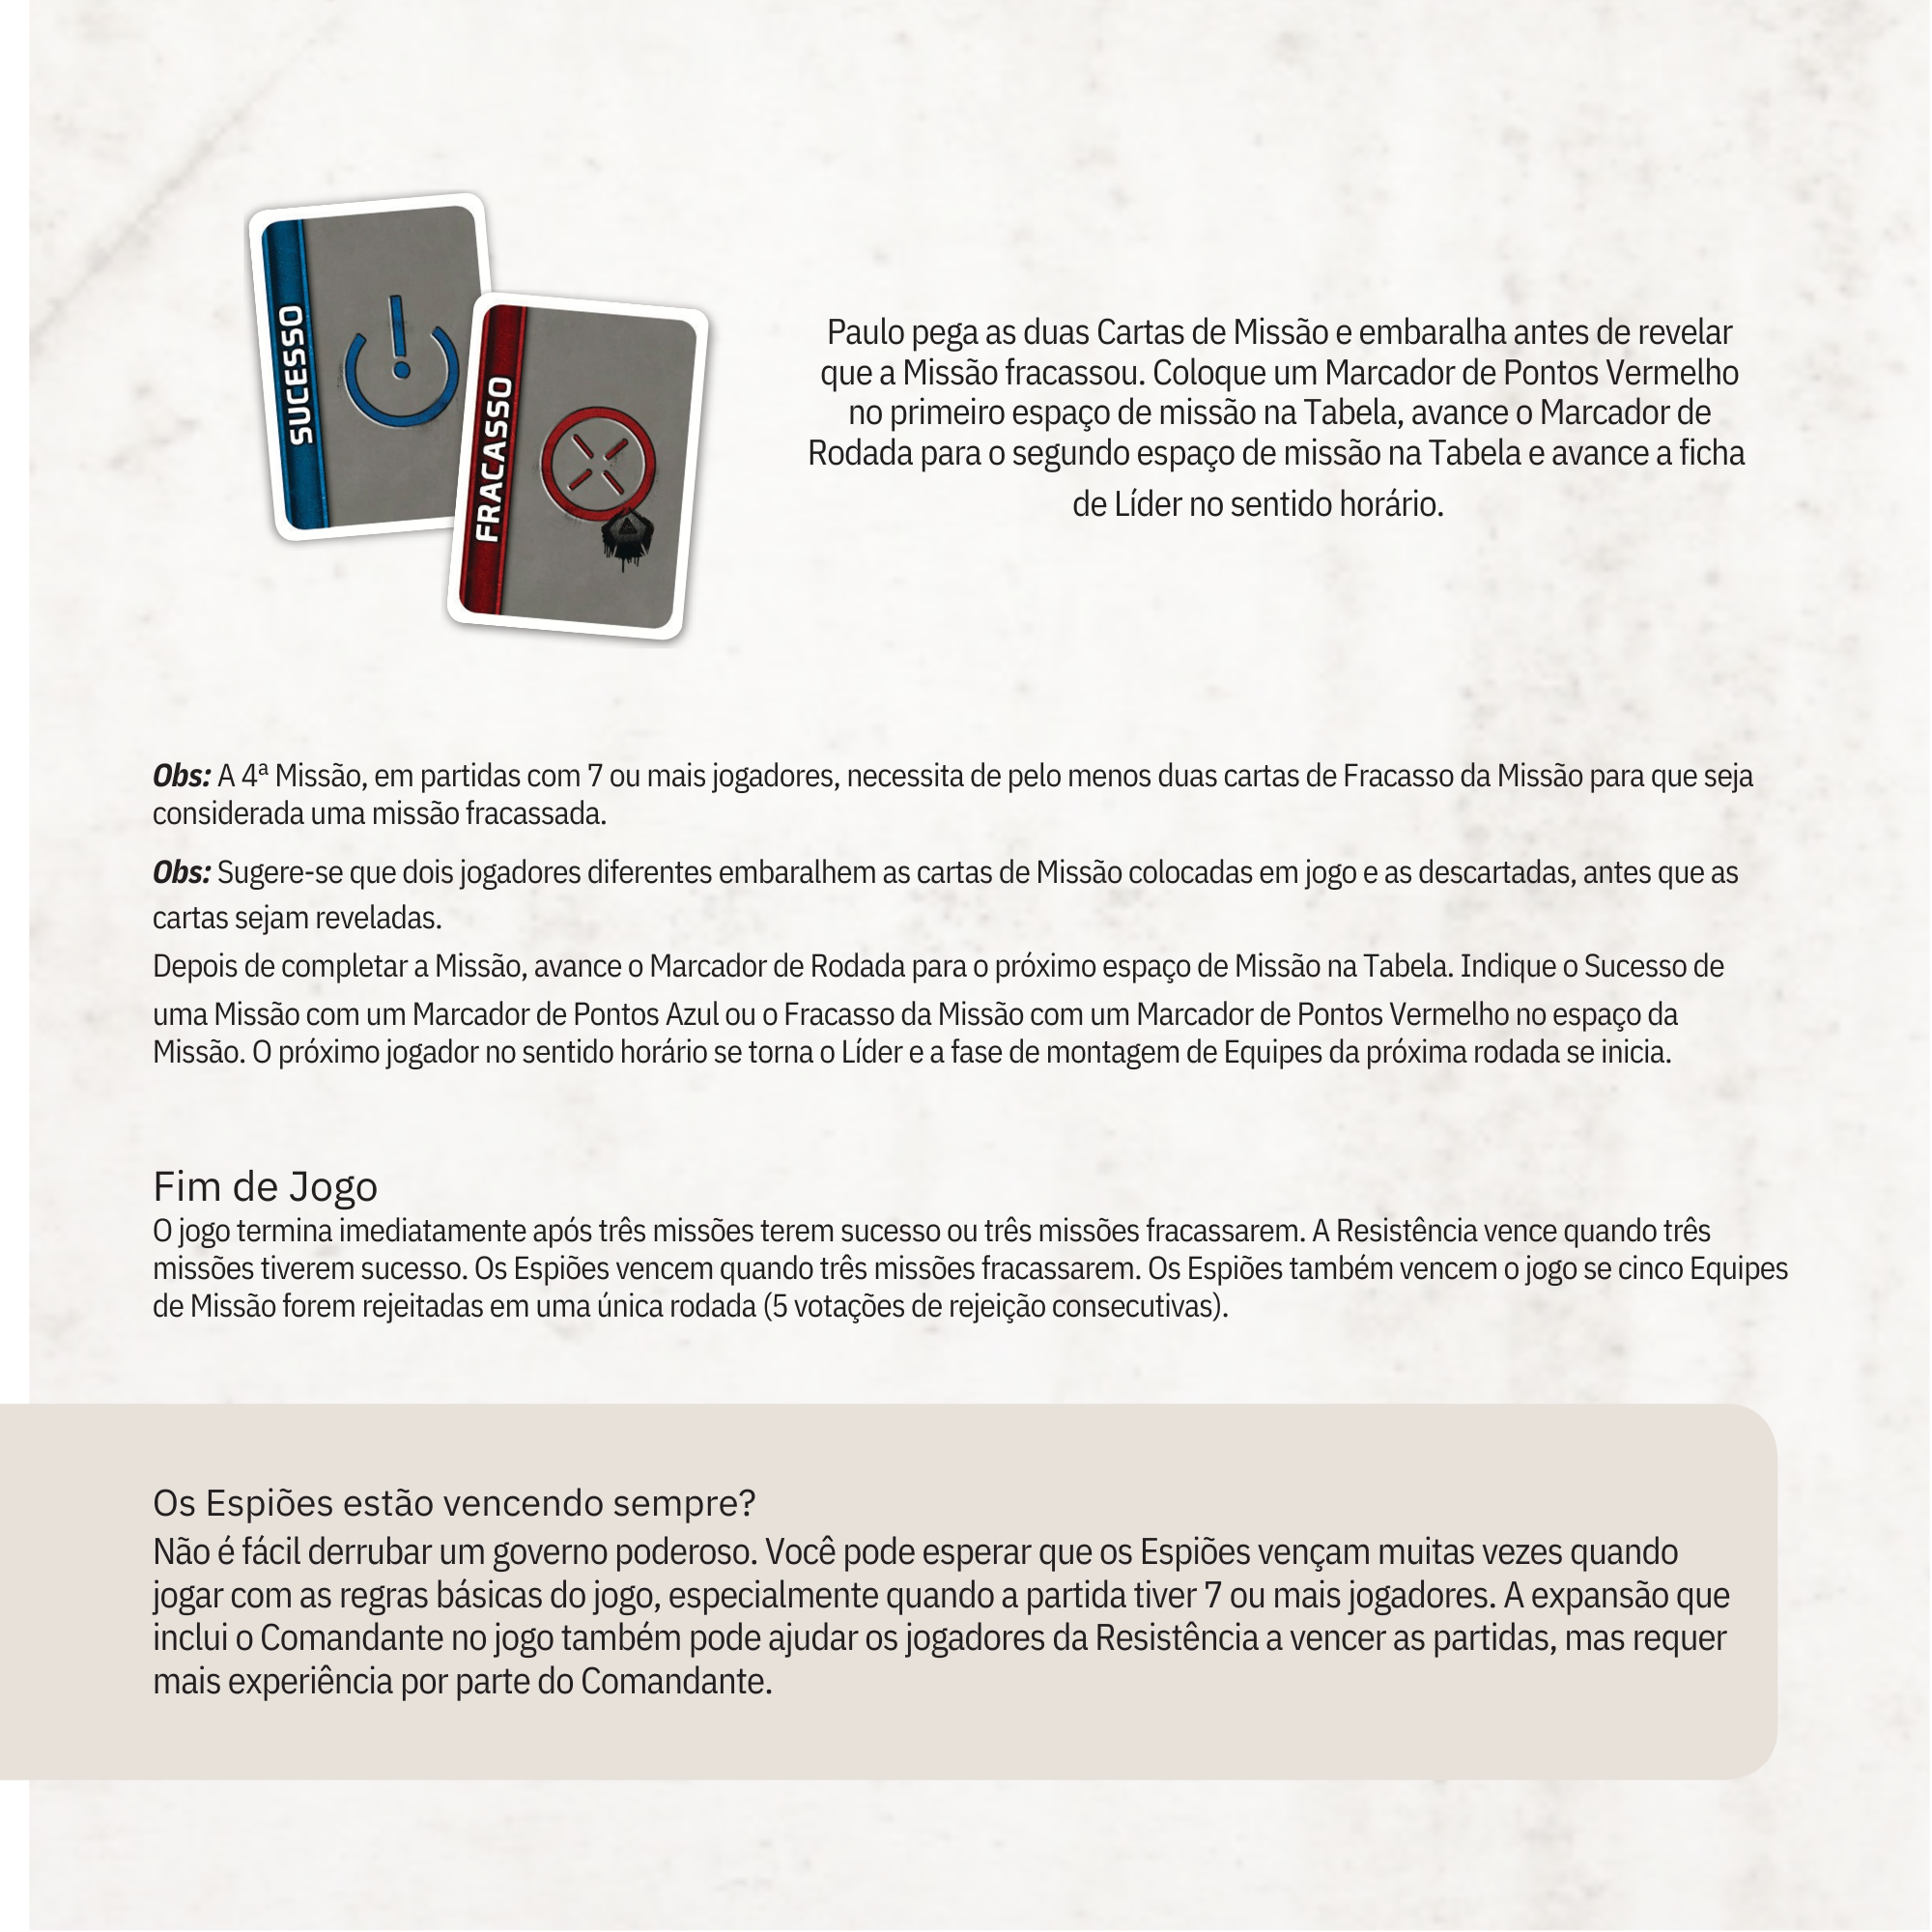 SUCESSO
FRACASSO
Paulo pega as duas Cartas de Missão e embaralha antes de revelar
que a Missão fracassou. Coloque um Marcador de Pontos Vermelho
no primeiro espaço de missão na Tabela, avance o Marcador de
Rodada para o segundo espaço de missão na Tabela e avance a ficha
de Líder no sentido horário.
Obs: A 4ª Missão, em partidas com 7 ou mais jogadores, necessita de pelo menos duas cartas de Fracasso da Missão para que seja
considerada uma missão fracassada.
Obs: Sugere-se que dois jogadores diferentes embaralhem as cartas de Missão colocadas em jogo e as descartadas, antes que as
cartas sejam reveladas.
Depois de completar a Missão, avance o Marcador de Rodada para o próximo espaço de Missão na Tabela. Indique o Sucesso de
uma Missão com um Marcador de Pontos Azul ou o Fracasso da Missão com um Marcador de Pontos Vermelho no espaço da
Missão. O próximo jogador no sentido horário se torna o Líder e a fase de montagem de Equipes da próxima rodada se inicia.
Fim de Jogo
O jogo termina imediatamente após três missões terem sucesso ou três missões fracassarem. A Resistência vence quando três
missões tiverem sucesso. Os Espiões vencem quando três missões fracassarem. Os Espiões também vencem o jogo se cinco Equipes
de Missão forem rejeitadas em uma única rodada (5 votações de rejeição consecutivas).
Os Espiões estão vencendo sempre?
Não é fácil derrubar um governo poderoso. Você pode esperar que os Espiões vençam muitas vezes quando
jogar com as regras básicas do jogo, especialmente quando a partida tiver 7 ou mais jogadores. A expansão que
inclui o Comandante no jogo também pode ajudar os jogadores da Resistência a vencer as partidas, mas requer
mais experiência por parte do Comandante.